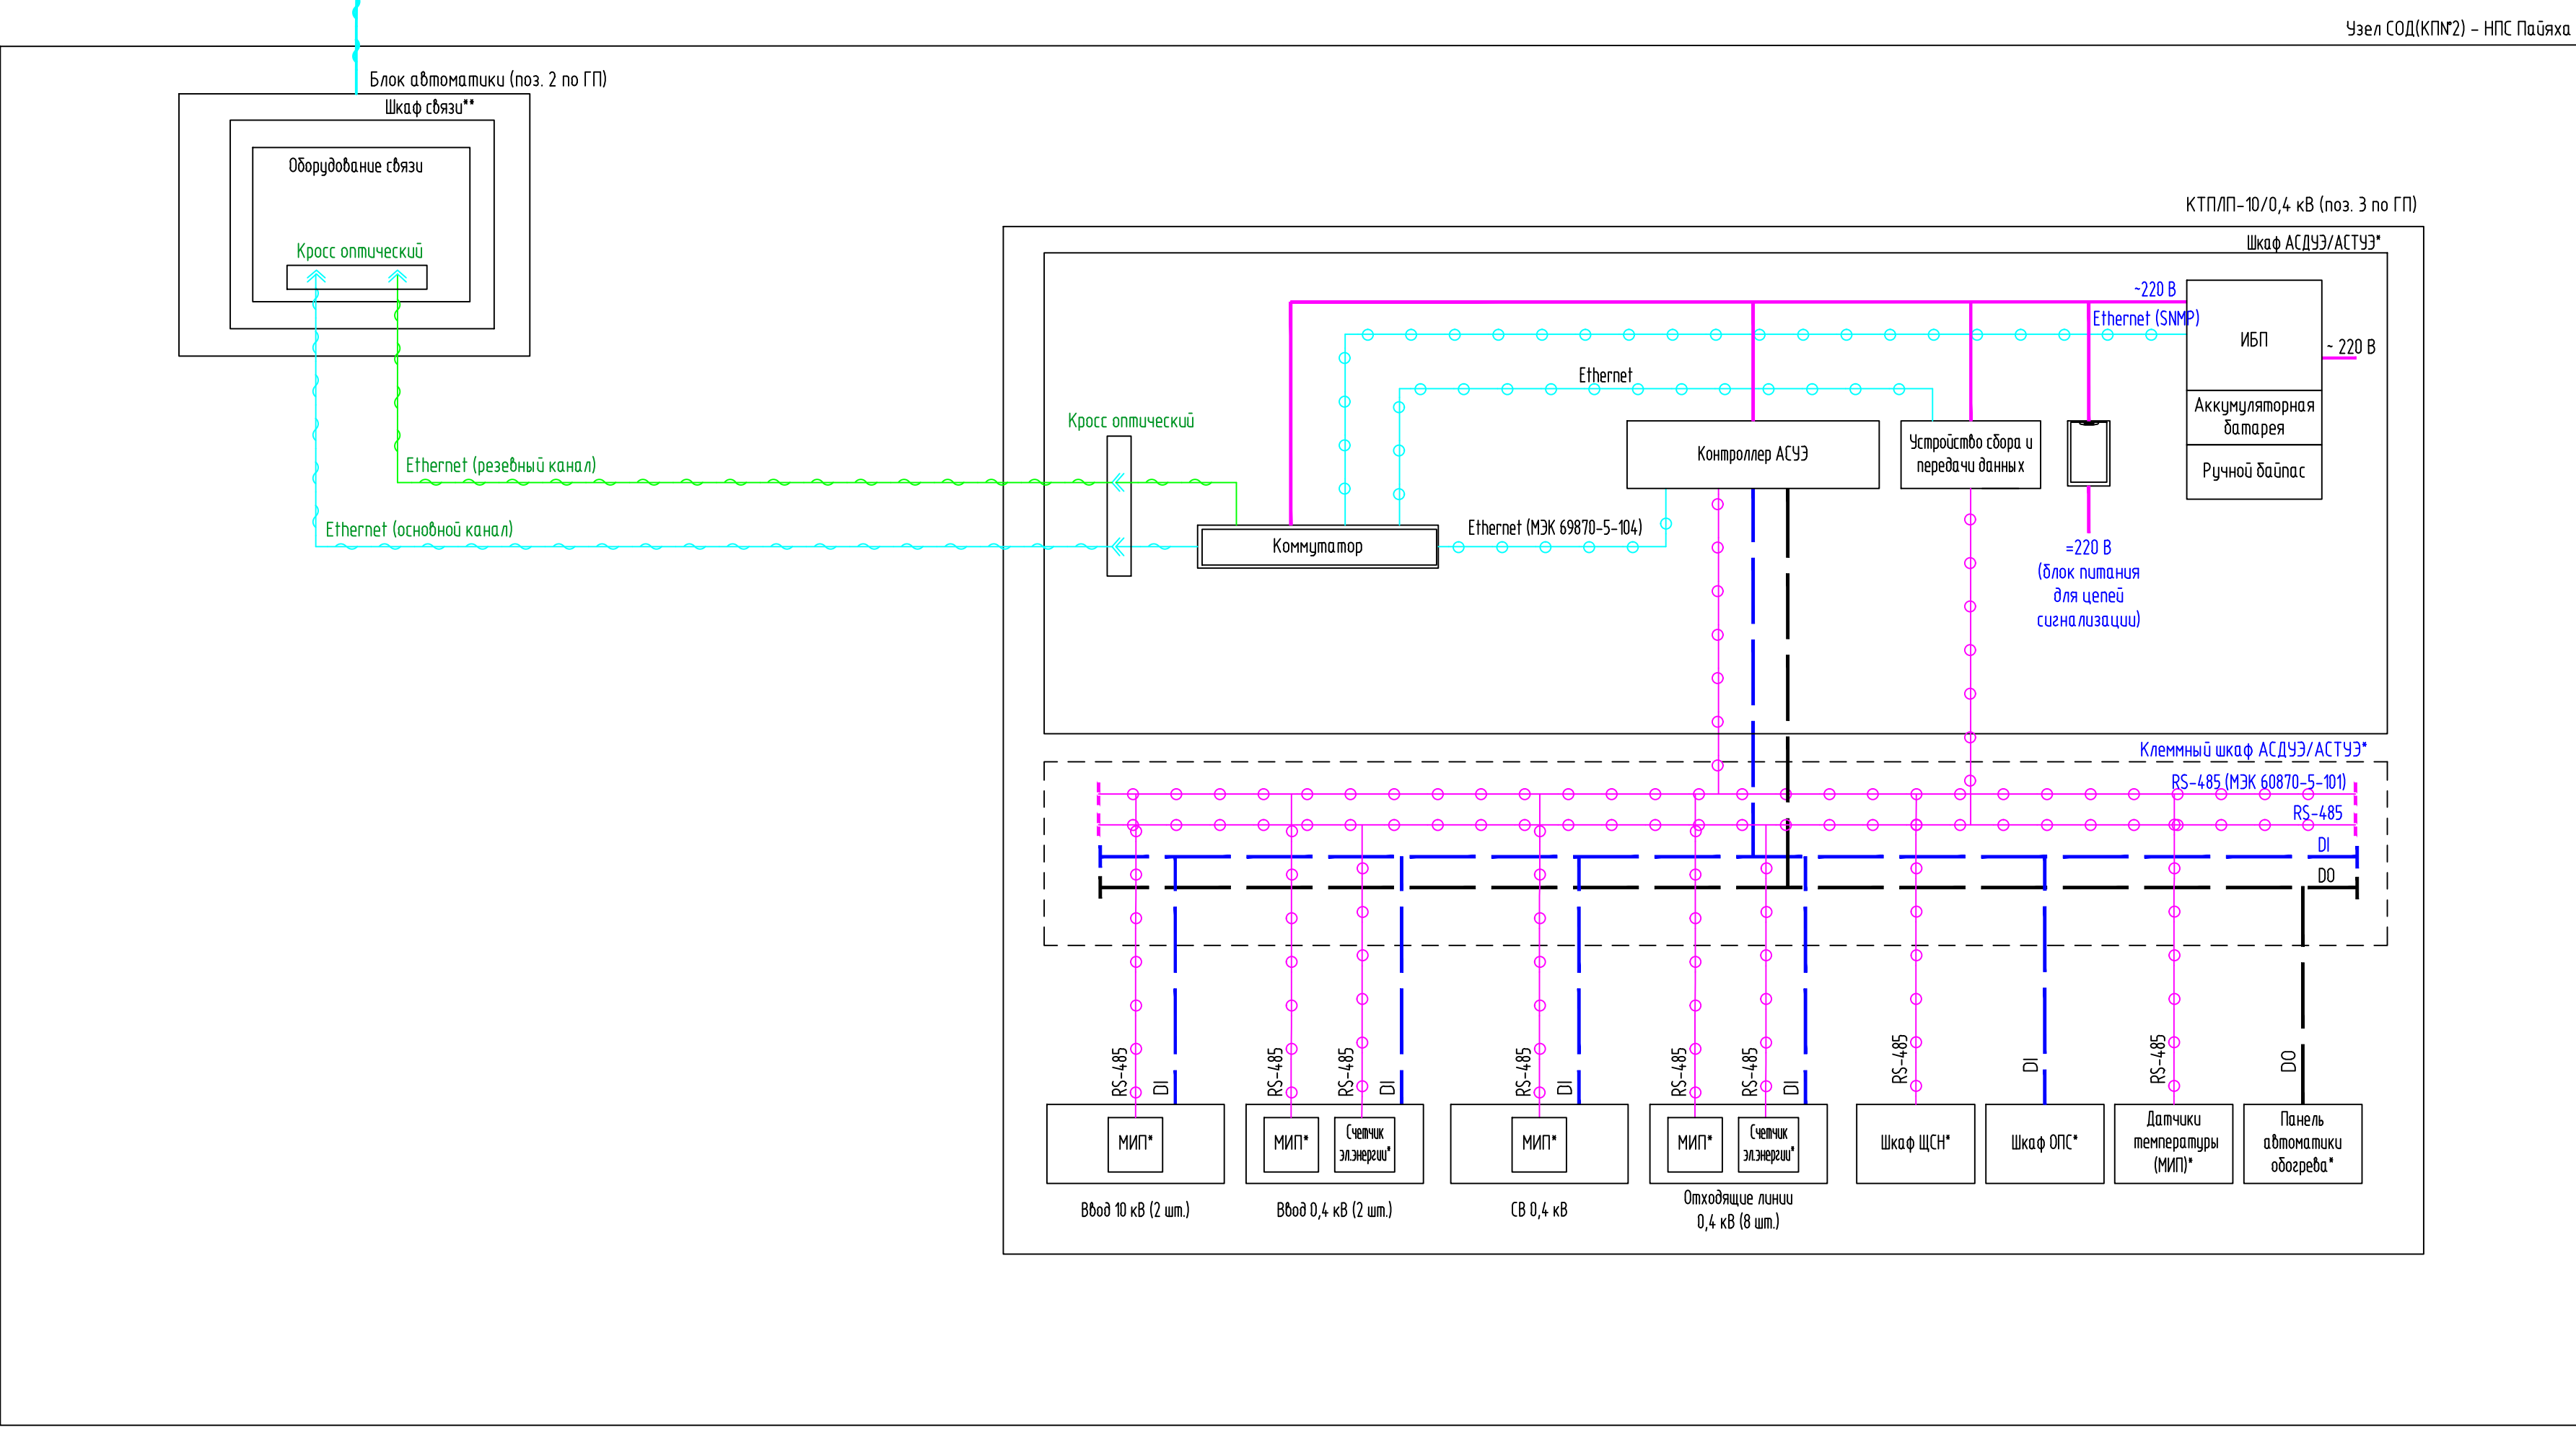 Узел СОД(КП№2) – НПС Пайяха
Блок автоматики (поз. 2 по ГП)
Шкаф связи**
Оборудование связи
Кросс оптический
КТПЛП-10/0,4 кВ (поз. 3 по ГП)
Шкаф АСДУЭ/АСТУЭ*
~220 В
Ethernet (SNMP)
ИБП
~ 220 В
Ethernet
Аккумуляторная
батарея
Ручной байпас
Кросс оптический
Контроллер АСУЭ
Устройство сбора и
передачи данных
Ethernet (резевный канал)
Ethernet (основной канал)
Коммутатор
Ethernet (МЭК 69870-5-104)
=220 В
(блок питания
для цепей
сигнализации)
Клеммный шкаф АСДУЭ/АСТУЭ*
RS-485 (МЭК 60870-5-101)
RS-485
DI
DO
RS-485
DI
RS-485
RS-485
DI
RS-485
DI
RS-485
RS-485
DI
RS-485
DI
RS-485
DO
МИП*
МИП*
Счетчик
эл.энергии*
МИП*
МИП*
Счетчик
эл.энергии*
Шкаф ЩСН*
Шкаф ОПС*
Датчики
температуры
(МИП)*
Панель
автоматики
обогрева*
Ввод 10 кВ (2 шт.)
Ввод 0,4 кВ (2 шт.)
СВ 0,4 кВ
Отходящие линии
0,4 кВ (8 шт.)